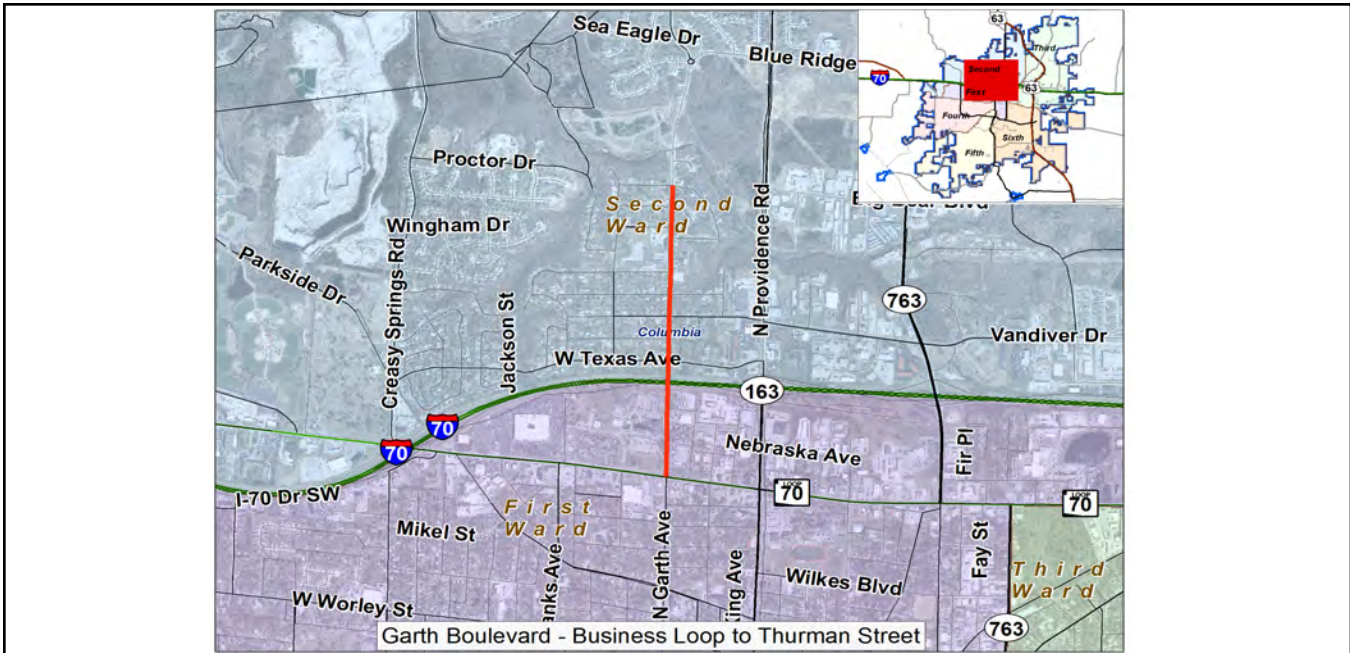 Sea Eagle Dr
Blue Ridge
63
Third
70
Second
63
First
Fourth
Sixth
Fifth
Proctor Dr
Second
Ward
Wingham Dr
Parkside Dr
Creasy Springs Rd
Jackson St
N Providence Rd
763
Columbia
Vandiver Dr
W Texas Ave
163
70
70
Nebraska Ave
Fir Pl
I-70 Dr SW
LOOP
70
LOOP
70
First
Ward
Mikel St
N Garth Ave
King Ave
Wilkes Blvd
Fay St
Third
Ward
W Worley St
763
Garth Boulevard - Business Loop to Thurman Street